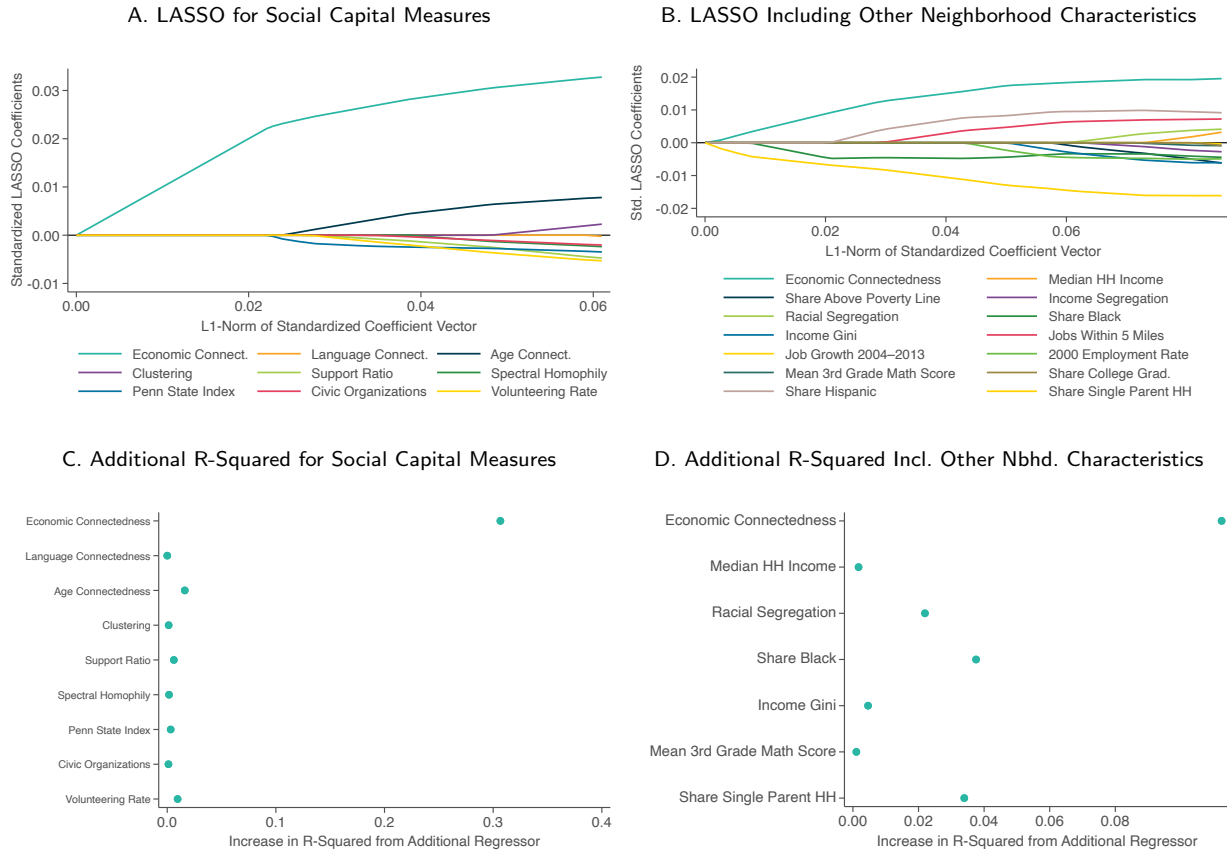 A. LASSO for Social Capital Measures
Standardized LASSO Coefficients
0.03
0.02
0.01
0.00
-0.01
0.00
0.02
0.04
0.06
L1-Norm of Standardized Coefficient Vector
Economic Connect.
Language Connect.
Age Connect.
Clustering
Support Ratio
Spectral Homophily
Penn State Index
Civic Organizations
Volunteering Rate
B. LASSO Including Other Neighborhood Characteristics
Std. LASSO Coefficients
0.02
0.01
0.00
-0.01
-0.02
0.00
0.02
0.04
0.06
L1-Norm of Standardized Coefficient Vector
Economic Connectedness
Median HH Income
Share Above Poverty Line
Income Segregation
Racial Segregation
Share Black
Income Gini
Jobs Within 5 Miles
Job Growth 2004–2013
2000 Employment Rate
Mean 3rd Grade Math Score
Share College Grad.
Share Hispanic
Share Single Parent HH
C. Additional R-Squared for Social Capital Measures
Economic Connectedness
Language Connectedness
Age Connectedness
Clustering
Support Ratio
Spectral Homophily
Penn State Index
Civic Organizations
Volunteering Rate
0.0
0.1
0.2
0.3
0.4
Increase in R-Squared from Additional Regressor
D. Additional R-Squared Incl. Other Nbhd. Characteristics
Economic Connectedness
Median HH Income
Racial Segregation
Share Black
Income Gini
Mean 3rd Grade Math Score
Share Single Parent HH
0.00
0.02
0.04
0.06
0.08
Increase in R-Squared from Additional Regressor